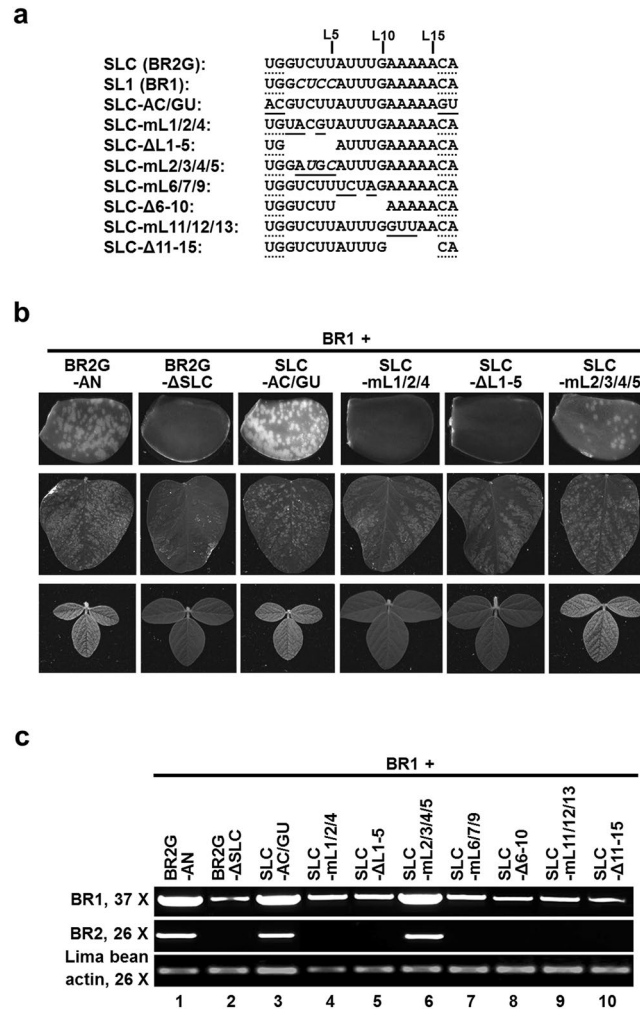 a
L5 L10 L15
SLC (BR2G): UGGUCUUAUUUGAAAAACA
SL1 (BR1): UGGCUCCAUUUGAAAAACA
SLC-AC/GU: ACGUCUUAUUUGAAAAAGU
SLC-mL1/2/4: UGUACGUAUUUGAAAAACA
SLC-ΔL1-5: UG AUUUGAAAAACA
SLC-mL2/3/4/5: UGGAUGCAUUUGAAAAACA
SLC-mL6/7/9: UGGUCUUUCUAGAAAAACA
SLC-Δ6-10: UGGUCUU AAAAACA
SLC-mL11/12/13: UGGUCUUAUUUGGUUAACA
SLC-Δ11-15: UGGUCUUAUUUG CA
b
BR1 +
BR2G -AN
BR2G -ΔSLC
SLC -AC/GU
SLC -mL1/2/4
SLC -ΔL1-5
SLC -mL2/3/4/5
c
BR1 +
BR2G -AN
BR2G -ΔSLC
SLC -AC/GU
SLC -mL1/2/4
SLC -ΔL1-5
SLC -mL2/3/4/5
SLC -mL6/7/9
SLC -Δ6-10
SLC -mL11/12/13
SLC -Δ11-15
BR1, 37 X
BR2, 26 X
Lima bean
actin, 26 X
1 2 3 4 5 6 7 8 9 10